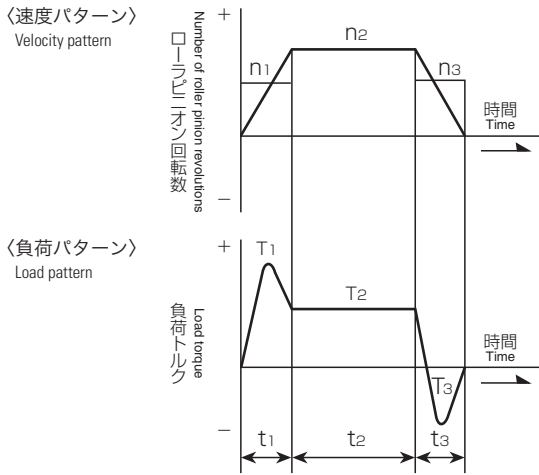 〈速度パターン〉
Velocity pattern
+
ローラピニオン回転数
Number of roller pinion revolutions
−
n1
n2
n3
時間
Time
〈負荷パターン〉
Load pattern
+
負荷トルク
Load torque
−
T1
T2
T3
時間
Time
t1
t2
t3